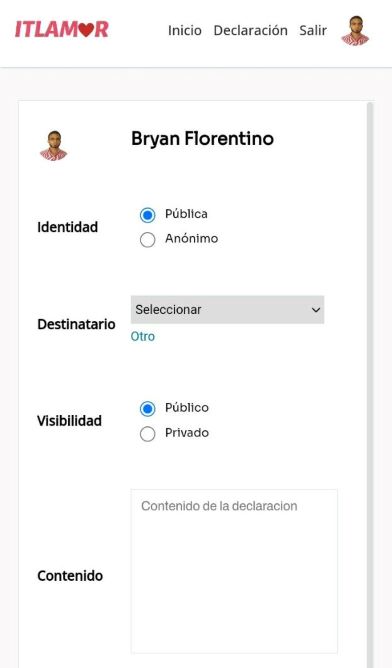 ITLAMOR
Inicio Declaración Salir
Bryan Florentino
Identidad
Pública
Anónimo
Destinatario
Seleccionar
Otro
Visibilidad
Público
Privado
Contenido
Contenido de la declaracion